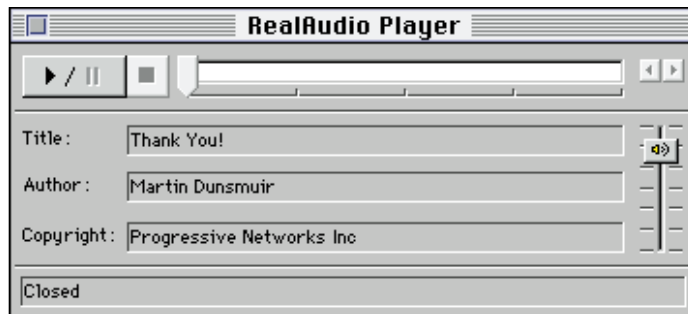 RealAudio Player
Title: Thank You!
Author: Martin Dunsmuir
Copyright: Progressive Networks Inc
Closed